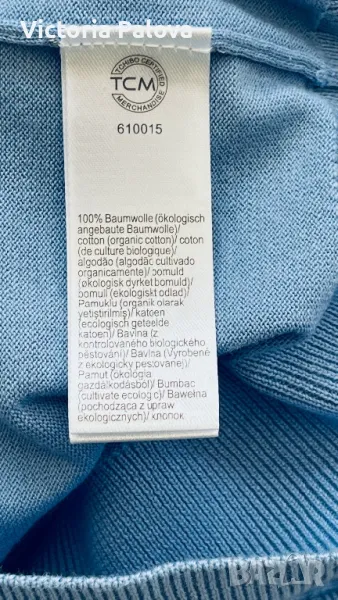 Victoria Palova
TCHIBO CERTIFIED
TCM
MERCHANDISE
610015
100% Baumwolle (ökologisch
angebaute Baumwolle)/
cotton (organic cotton)/ coton
(de culture biologique)/
algodão (algodão cultivado
organicamente)/ bomuld
(økologisk dyrket bomuld)/
bomull (ekologiskt odlad)/
Pamuklu (organik olarak
yetiştirilmiş)/ katoen
(ecologisch geteelde
katoen)/ Bavlna (z
kontrolovaného biologického
pěstování)/ Bavlna (Vyrobené
z ekologicky pestovanej)/
Pamut (ökológia
gazdálkodásból)/ Bumbac
(cultivate ecologic)/ Bawełna
(pochodząca z upraw
ekologicznych)/ хлопок
BAZAR